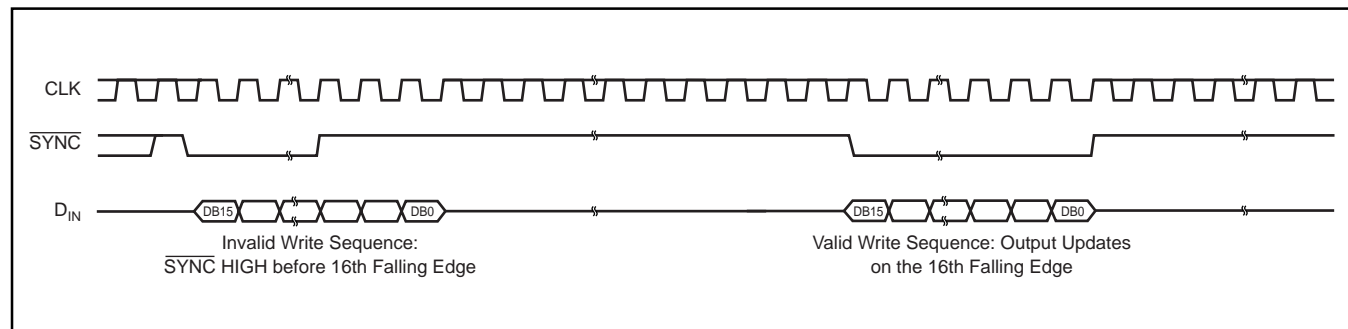 CLK
SYNC
DIN
DB15
DB0
DB15
DB0
Invalid Write Sequence:
SYNC HIGH before 16th Falling Edge
Valid Write Sequence: Output Updates
on the 16th Falling Edge